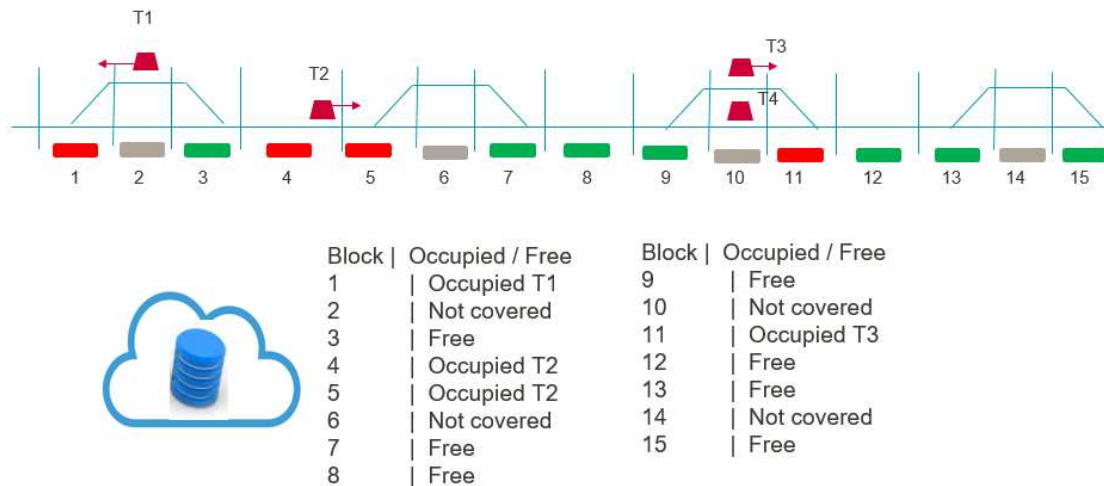 T1
T2
T3
T4
1 2 3 4 5 6 7 8 9 10 11 12 13 14 15
Block | Occupied / Free
1 | Occupied T1
2 | Not covered
3 | Free
4 | Occupied T2
5 | Occupied T2
6 | Not covered
7 | Free
8 | Free
Block | Occupied / Free
9 | Free
10 | Not covered
11 | Occupied T3
12 | Free
13 | Free
14 | Not covered
15 | Free